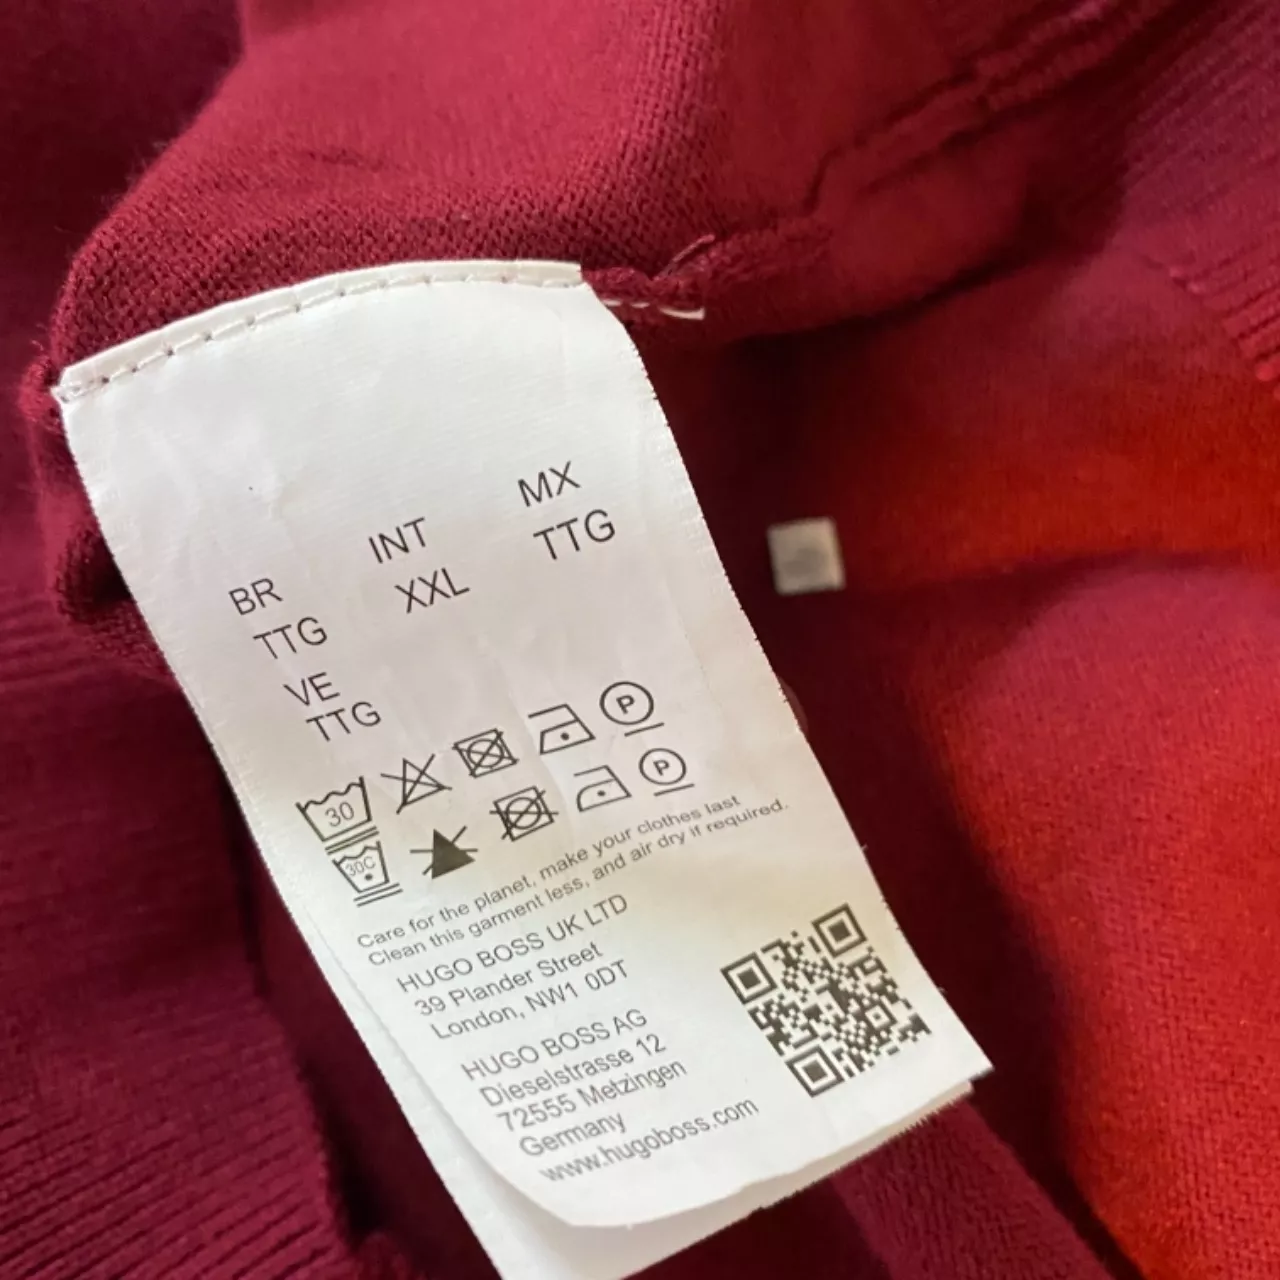 BR INT MX
TTG XXL TTG
VE
TTG
30 P
30C P
Care for the planet, make your clothes last
Clean this garment less, and air dry if required.
HUGO BOSS UK LTD
39 Plander Street
London, NW1 0DT
HUGO BOSS AG
Dieselstrasse 12
72555 Metzingen
Germany
www.hugoboss.com